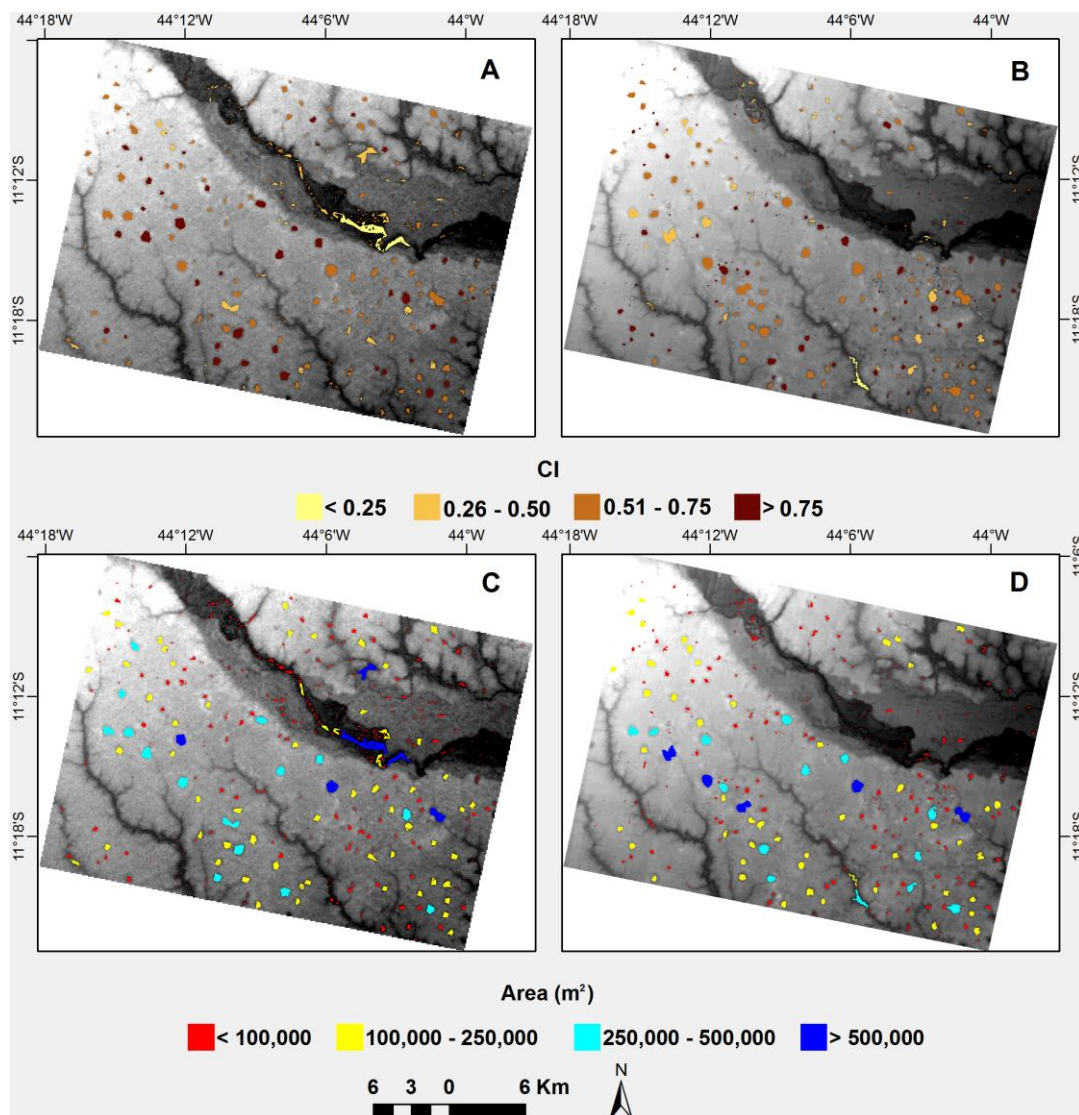 44°18'W 44°12'W 44°6'W 44°W 44°18'W 44°12'W 44°6'W 44°W
A B
11°12'S 11°12'S
11°18'S 11°18'S
CI
< 0.25 0.26 - 0.50 0.51 - 0.75 > 0.75
44°18'W 44°12'W 44°6'W 44°W 44°18'W 44°12'W 44°6'W 44°W
C D
11°6'S
11°12'S 11°12'S
11°18'S 11°18'S
Area (m²)
< 100,000 100,000 - 250,000 250,000 - 500,000 > 500,000
6 3 0 6 Km
N